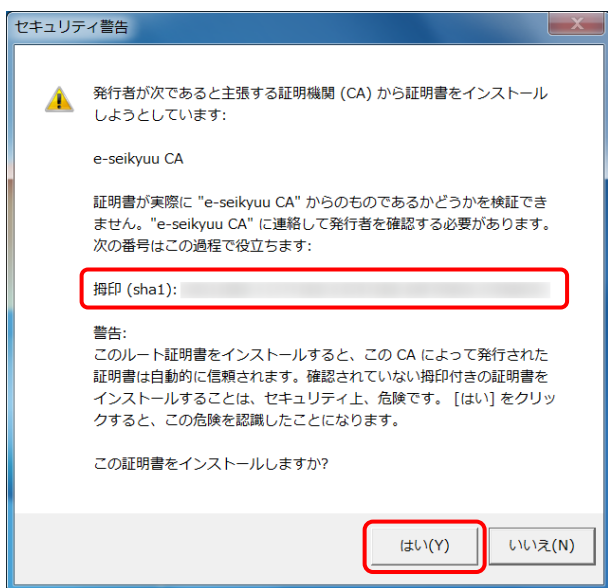 セキュリティ警告
発行者が次であると主張する証明機関 (CA) から証明書をインストール
しようとしています:
e-seikyuu CA
証明書が実際に "e-seikyuu CA" からのものであるかどうかを検証でき
ません。"e-seikyuu CA" に連絡して発行者を確認する必要があります。
次の番号はこの過程で役立ちます:
拇印 (sha1):
警告:
このルート証明書をインストールすると、この CA によって発行された
証明書は自動的に信頼されます。確認されていない拇印付きの証明書を
インストールすることは、セキュリティ上、危険です。 [はい] をクリッ
クすると、この危険を認識したことになります。
この証明書をインストールしますか?
はい(Y)
いいえ(N)